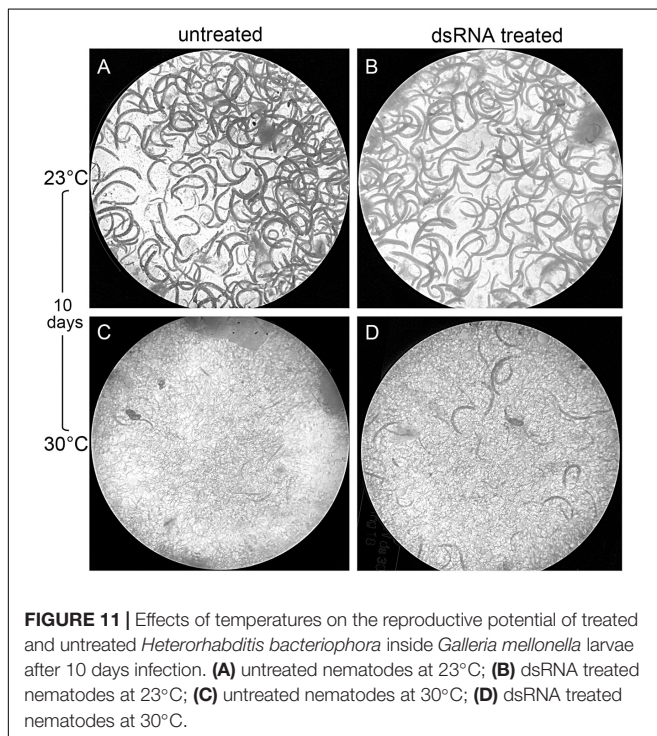 untreated
dsRNA treated
A
B
23°C
10
days
C
D
30°C
FIGURE 11 | Effects of temperatures on the reproductive potential of treated
and untreated Heterorhabditis bacteriophora inside Galleria mellonella larvae
after 10 days infection. (A) untreated nematodes at 23°C; (B) dsRNA treated
nematodes at 23°C; (C) untreated nematodes at 30°C; (D) dsRNA treated
nematodes at 30°C.